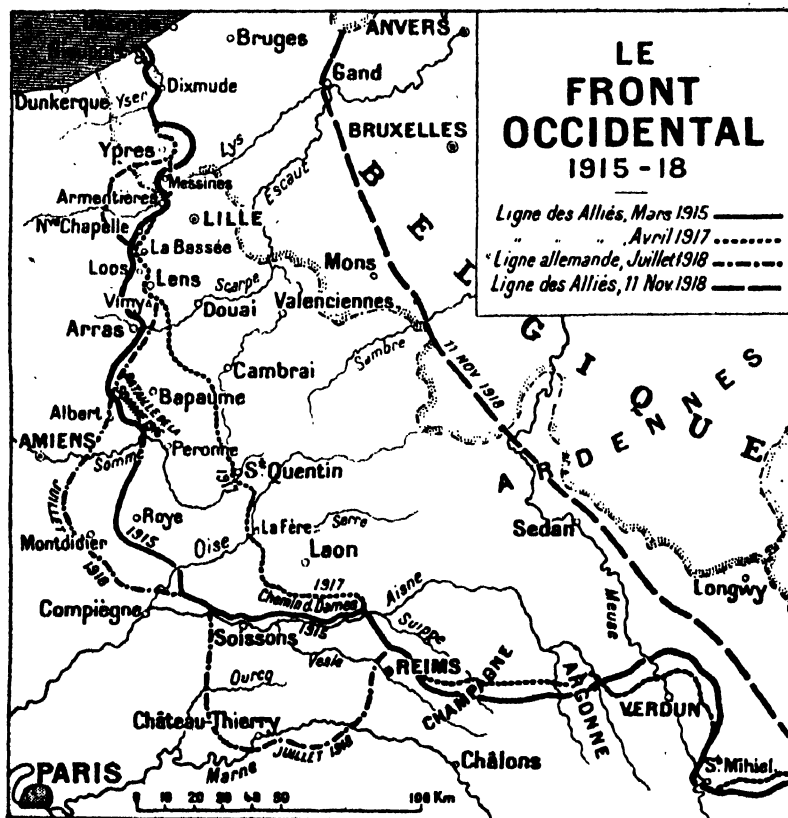 LE
FRONT
OCCIDENTAL
1915-18
Ligne des Alliés, Mars 1915
„ „ „ , Avril 1917
Ligne allemande, Juillet 1918
Ligne des Alliés, 11 Nov. 1918
Bruges
ANVERS
Dixmude
Gand
Dunkerque
Yser
BRUXELLES
Ypres
Lys
Messines
Escaut
Armentières
LILLE
BELGIQUE
Nve Chapelle
La Bassée
Mons
Loos
Lens
Scarpe
Vimy
Douai
Valenciennes
Arras
Sambre
11 NOV 1918
Cambrai
Bapaume
Albert
BATAILLE DE LA
AMIENS
Somme
Peronne
1917
St Quentin
ARDENNES
JUILLET
1918
Roye
1915
La Fère
Serre
Sedan
Montdidier
Oise
Laon
Longwy
Compiègne
1917
Chemin d. Dames
Aisne
Meuse
Soissons
1915
Suippe
Vesle
REIMS
Ourcq
CHAMPAGNE
ARGONNE
VERDUN
Château-Thierry
JUILLET 1918
Marne
Châlons
St Mihiel
PARIS
0 10 20 30 40 50
100 Km